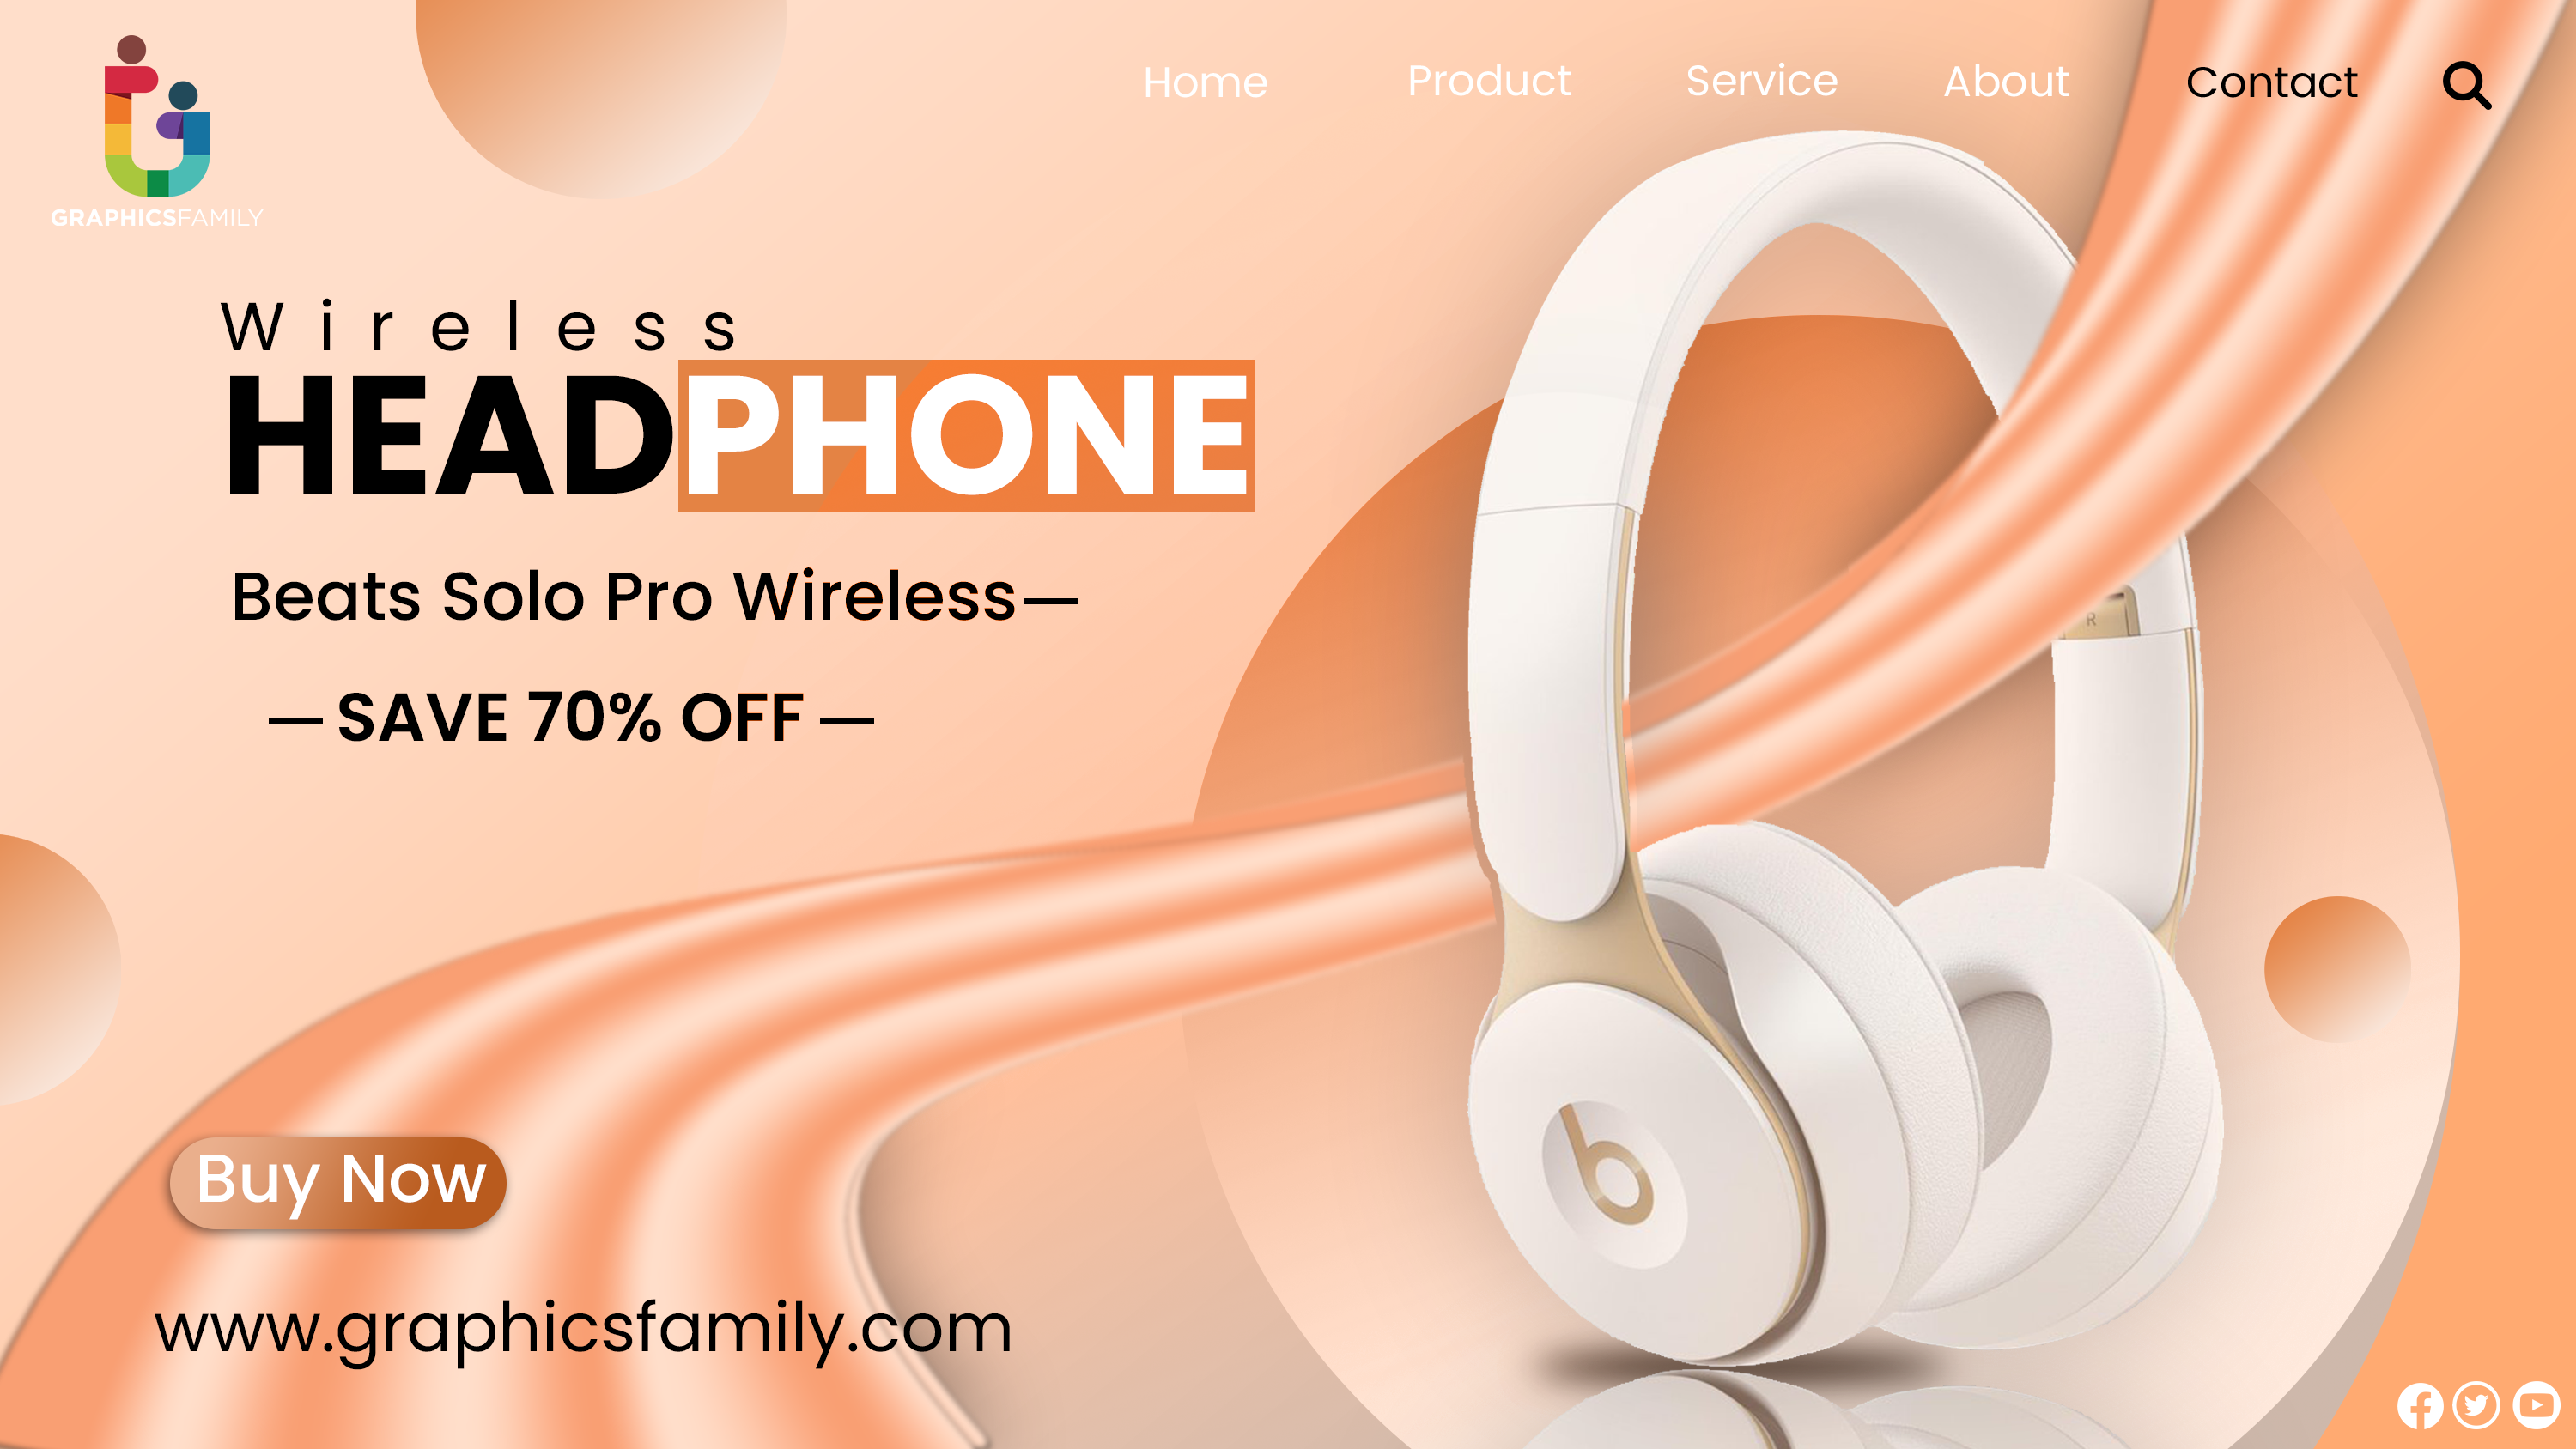 Home Product Service About Contact
GRAPHICSFAMILY
Wireless
HEADPHONE
Beats Solo Pro Wireless—
— SAVE 70% OFF —
R
b
Buy Now
www.graphicsfamily.com